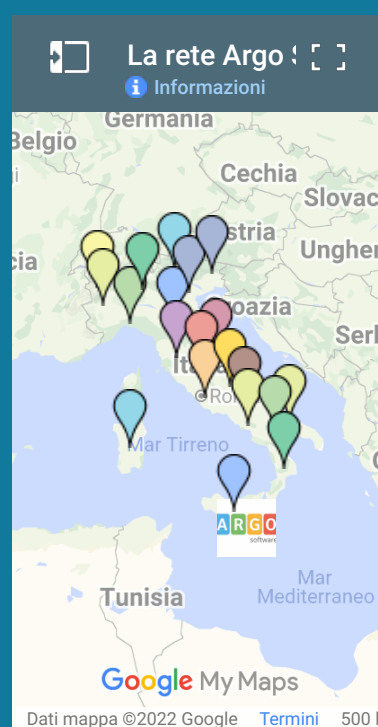 La rete Argo S
Informazioni
Germania
Belgio
Cechia
Slovac
stria
Ungher
cia
roazia
Serb
Ita
Ro
Mar Tirreno
ARGO
software
Tunisia
Mar
Mediterraneo
Google My Maps
Dati mappa ©2022 Google Termini 500